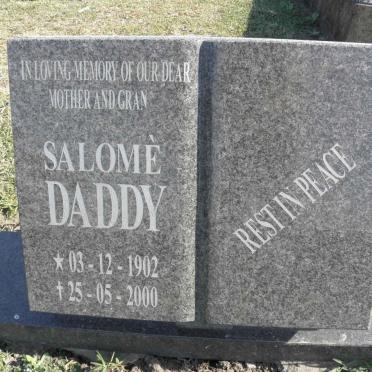 IN LOVING MEMORY OF OUR DEAR
MOTHER AND GRAN
SALOMÈ
DADDY
★ 03 - 12 - 1902
✝ 25 - 05 - 2000
REST IN PEACE